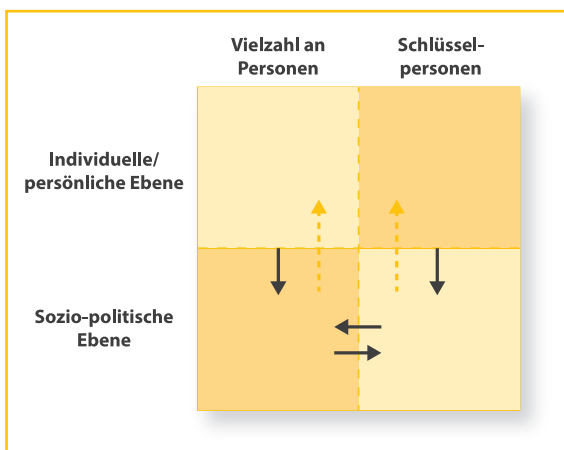 Vielzahl an
Personen
Schlüssel-
personen
Individuelle/
persönliche Ebene
Sozio-politische
Ebene